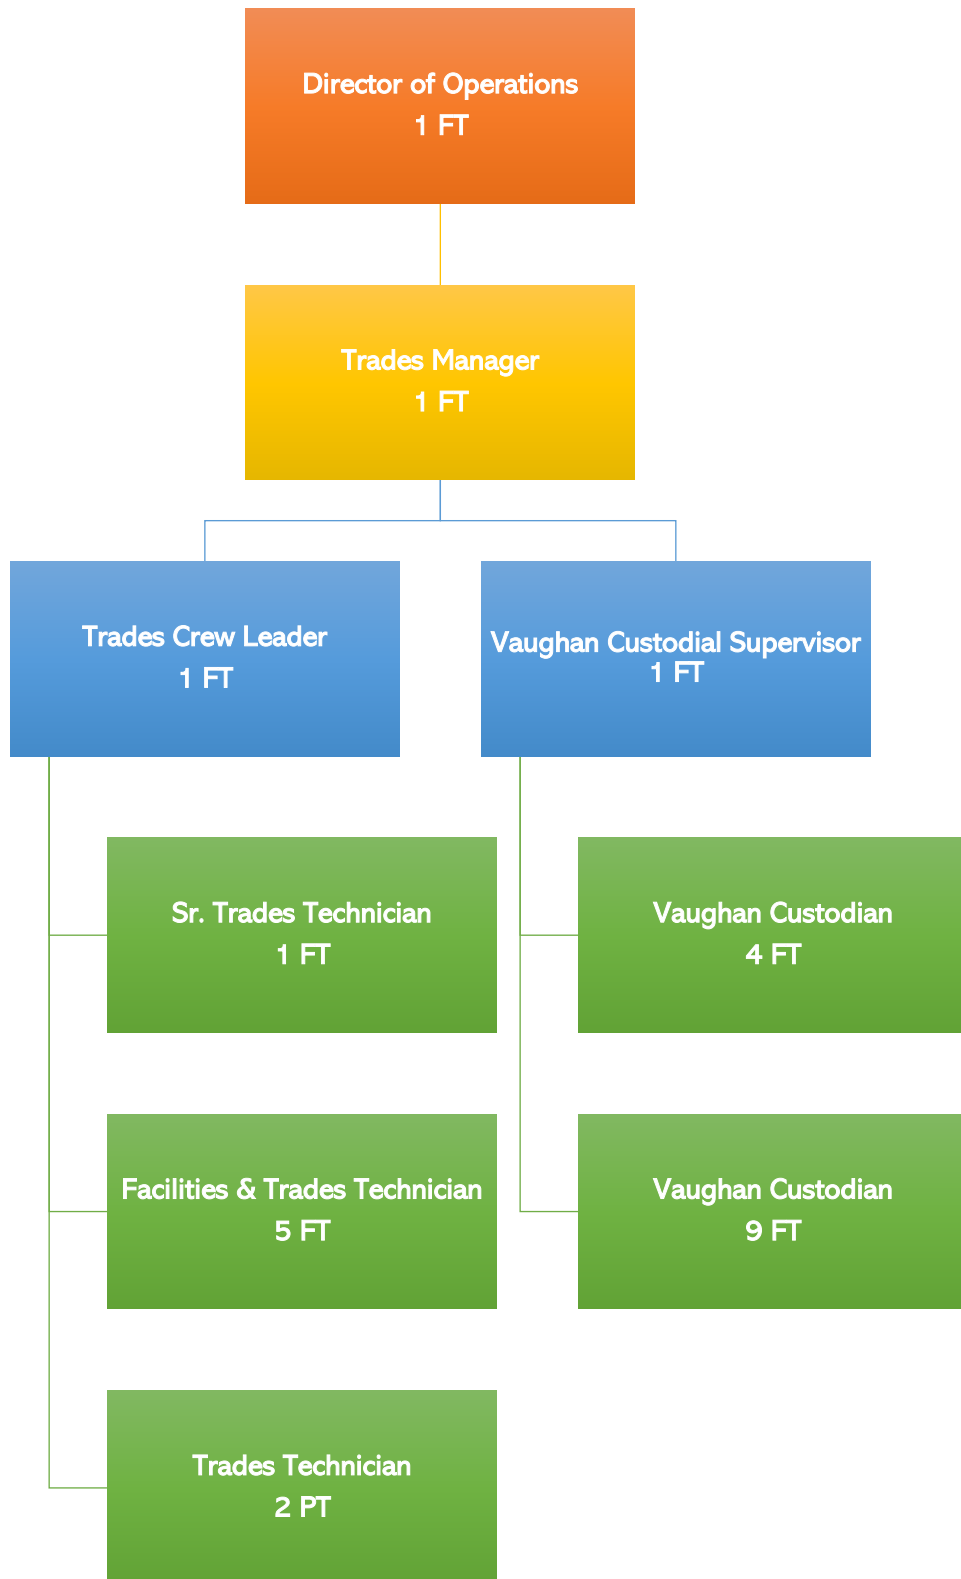 Director of Operations
1 FT
Trades Manager
1 FT
Trades Crew Leader
1 FT
Vaughan Custodial Supervisor
1 FT
Sr. Trades Technician
1 FT
Facilities & Trades Technician
5 FT
Trades Technician
2 PT
Vaughan Custodian
4 FT
Vaughan Custodian
9 FT